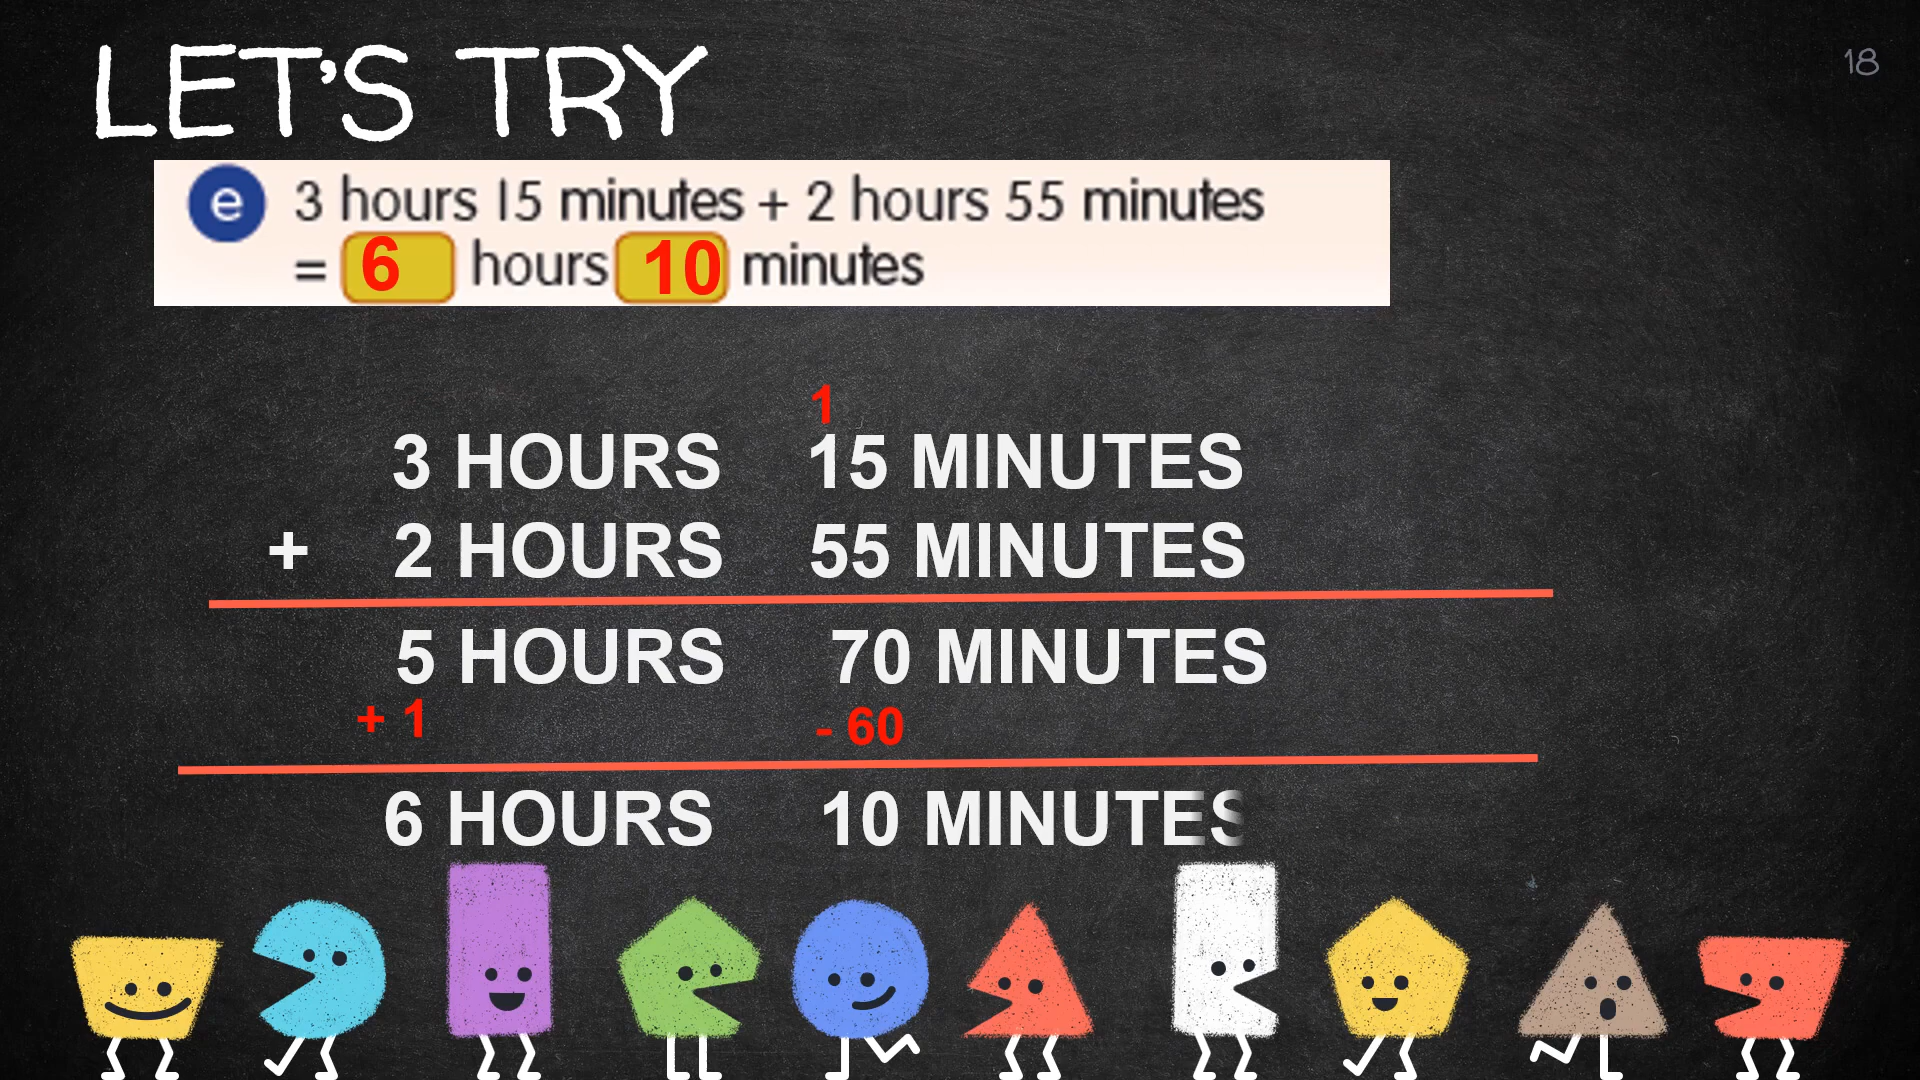 LET'S TRY
18
e 3 hours 15 minutes + 2 hours 55 minutes
= 6 hours 10 minutes
1
3 HOURS 15 MINUTES
+ 2 HOURS 55 MINUTES
5 HOURS 70 MINUTES
+ 1 - 60
6 HOURS 10 MINUTES